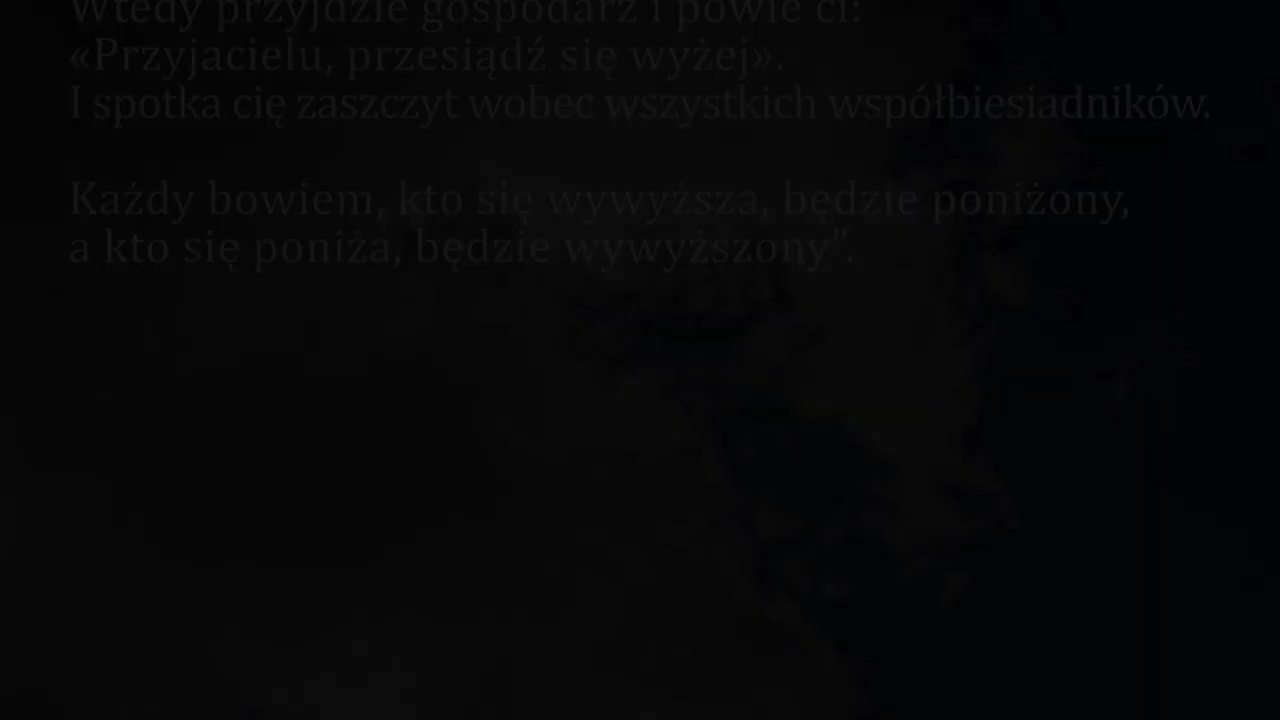 Wtedy przyjdzie gospodarz i powie ci:
«Przyjacielu, przesiądź się wyżej».
I spotka cię zaszczyt wobec wszystkich współbiesiadników.
Każdy bowiem, kto się wywyższa, będzie poniżony,
a kto się poniża, będzie wywyższony".